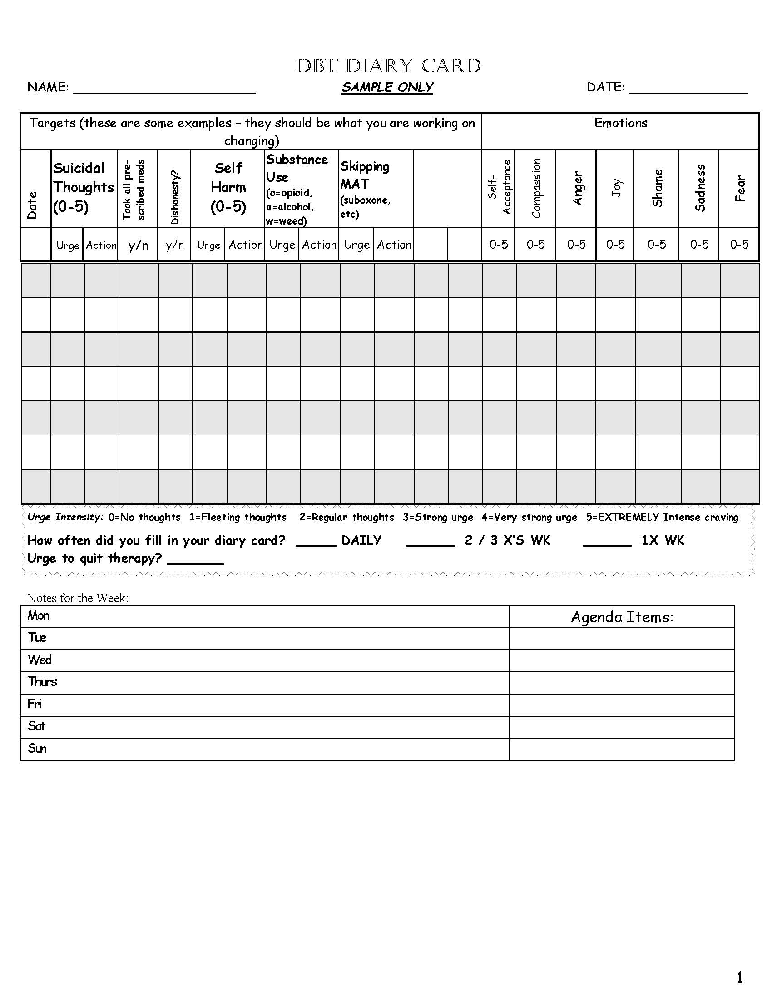 DBT DIARY CARD
NAME: ____________ SAMPLE ONLY DATE: ____________
Targets (these are some examples – they should be what you are working on
changing)
Emotions
Date
Suicidal
Thoughts
(0-5)
Took all pre-
scribed meds
Dishonesty?
Self
Harm
(0-5)
Substance
Use
(o=opioid,
a=alcohol,
w=weed)
Skipping
MAT
(suboxone,
etc)
Self-
Acceptance
Compassion
Anger
Joy
Shame
Sadness
Fear
Urge Action y/n y/n Urge Action Urge Action Urge Action 0-5 0-5 0-5 0-5 0-5 0-5 0-5
Urge Intensity: 0=No thoughts 1=Fleeting thoughts 2=Regular thoughts 3=Strong urge 4=Very strong urge 5=EXTREMELY Intense craving
How often did you fill in your diary card? ______ DAILY ______ 2 / 3 X'S WK ______ 1X WK
Urge to quit therapy? ______
Notes for the Week:
Mon Agenda Items:
Tue
Wed
Thurs
Fri
Sat
Sun
1